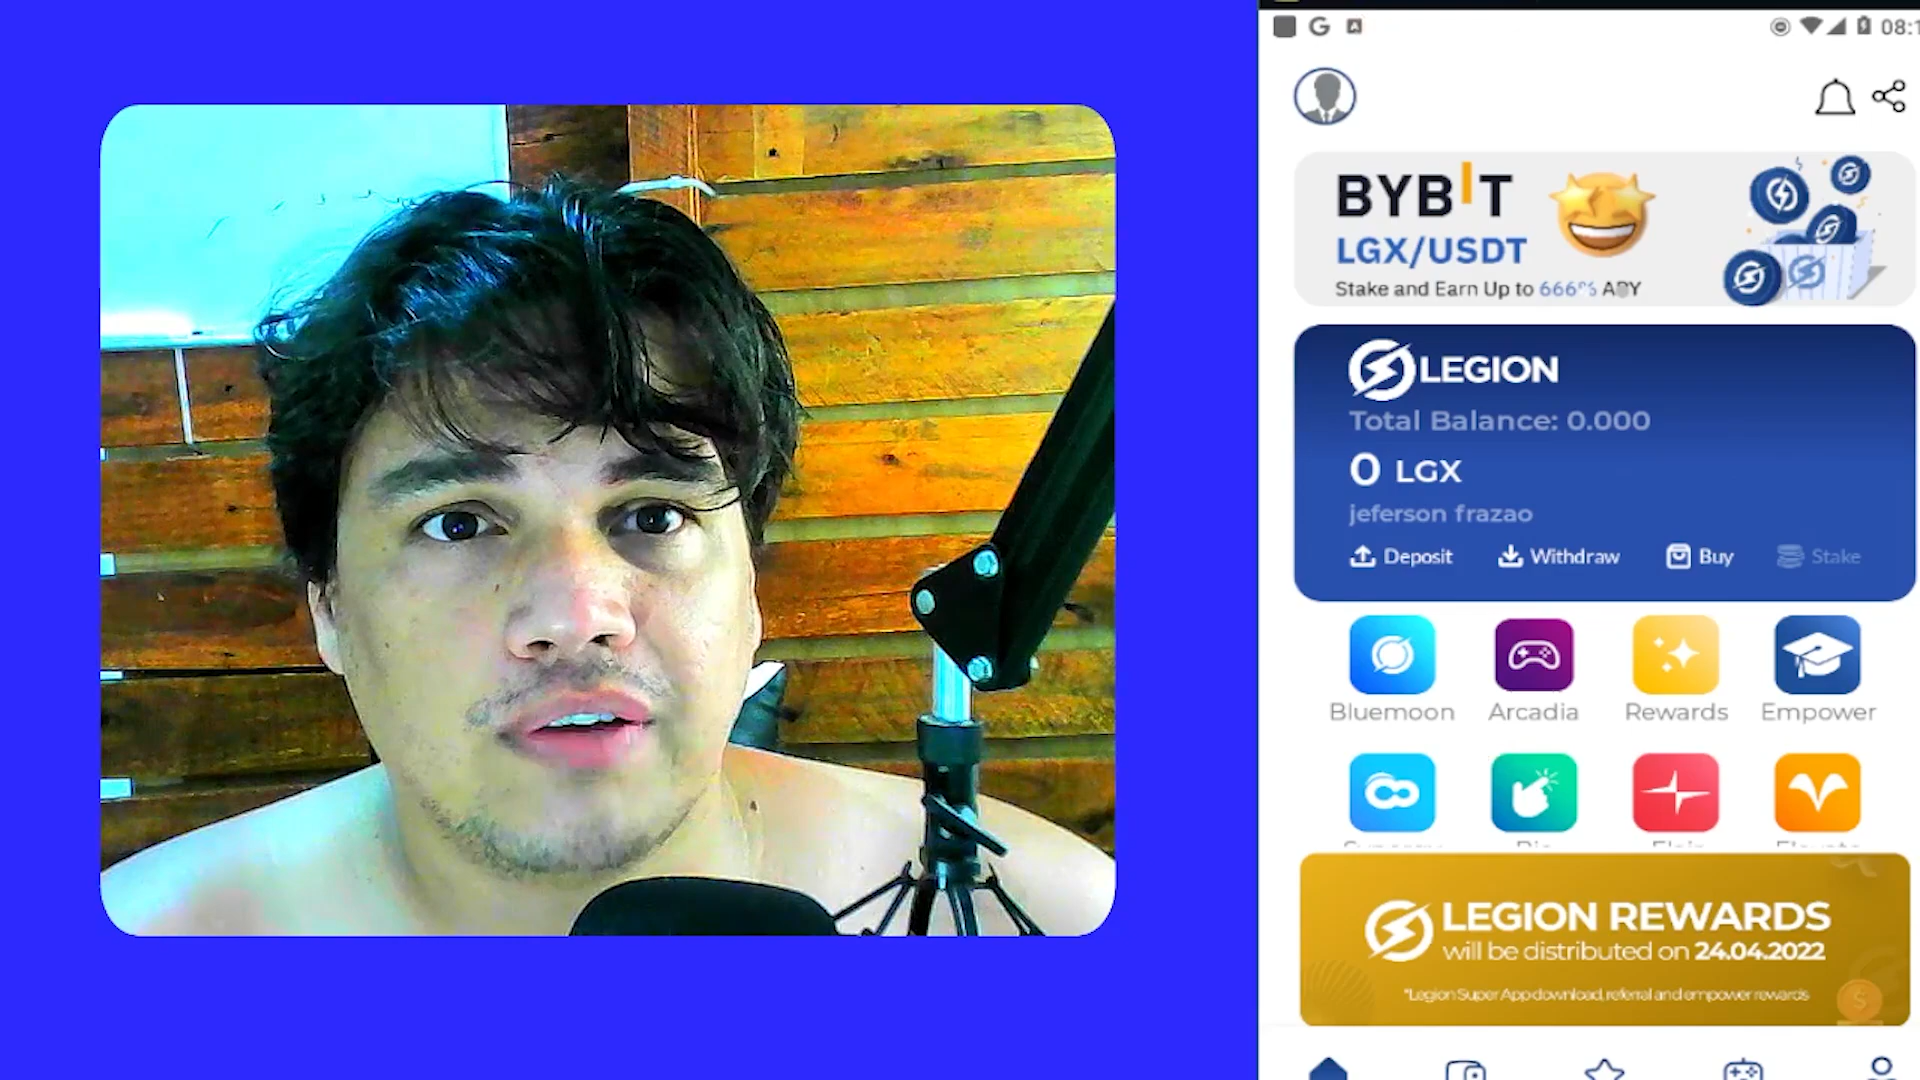 08:1
BYBIT
LGX/USDT
Stake and Earn Up to 666% APY
LEGION
Total Balance: 0.000
0 LGX
jeferson frazao
Deposit Withdraw Buy Stake
Bluemoon Arcadia Rewards Empower
LEGION REWARDS
will be distributed on 24.04.2022
*Legion Super App download, referral and empower rewards